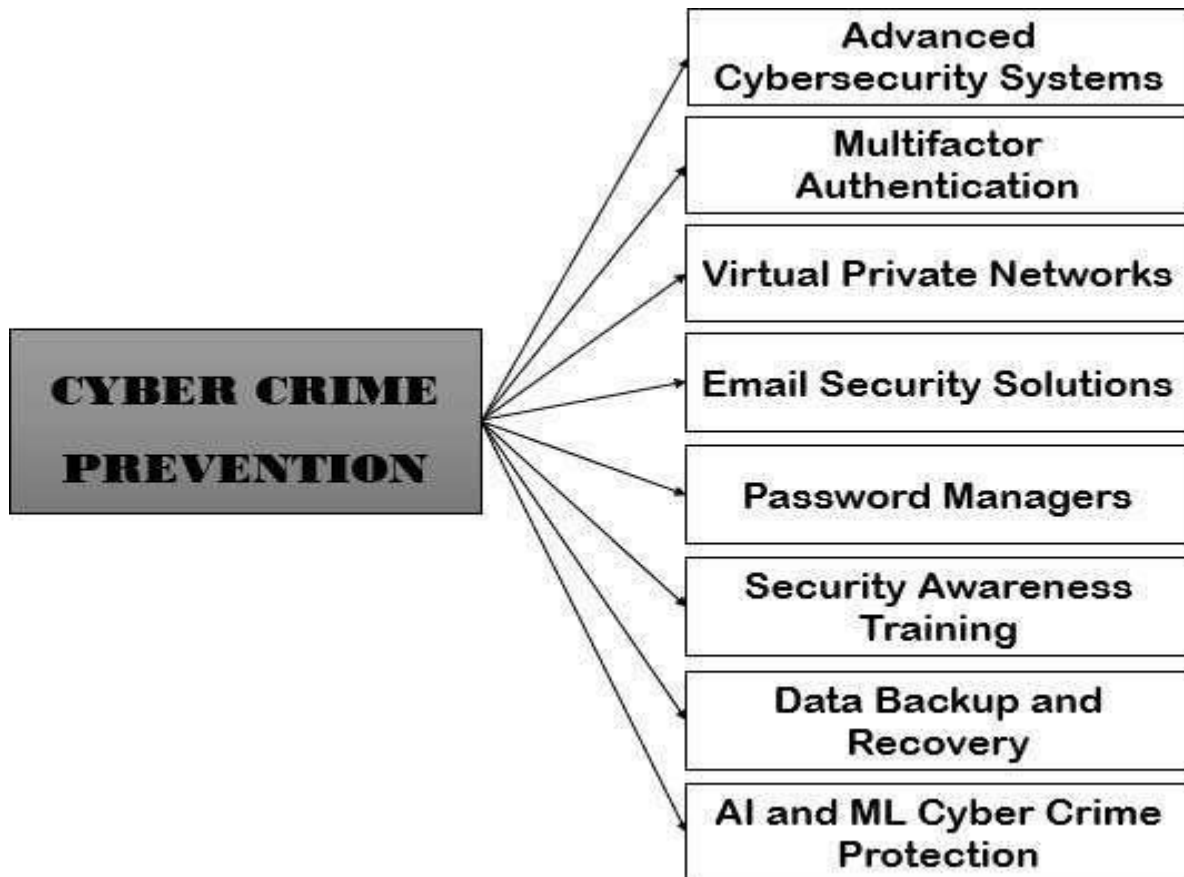 CYBER CRIME
PREVENTION
Advanced
Cybersecurity Systems
Multifactor
Authentication
Virtual Private Networks
Email Security Solutions
Password Managers
Security Awareness
Training
Data Backup and
Recovery
AI and ML Cyber Crime
Protection